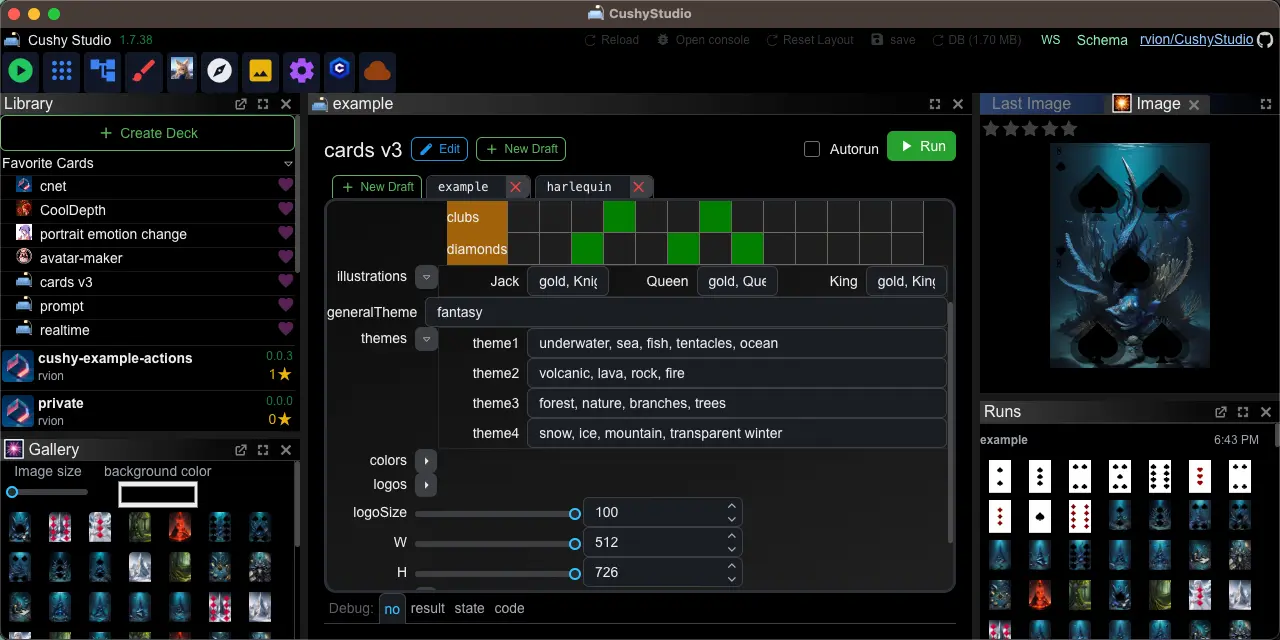 CushyStudio
Cushy Studio 1.7.38 Reload Open console Reset Layout save DB (1.70 MB) WS Schema rvion/CushyStudio
Library
Create Deck
Favorite Cards
cnet
CoolDepth
portrait emotion change
avatar-maker
cards v3
prompt
realtime
cushy-example-actions 0.0.3
rvion 1
private 0.0.0
rvion 0
Gallery
Image size background color
example
cards v3 Edit New Draft Autorun Run
New Draft example harlequin
clubs
diamonds
illustrations Jack gold, Knig Queen gold, Que King gold, King
generalTheme fantasy
themes
theme1 underwater, sea, fish, tentacles, ocean
theme2 volcanic, lava, rock, fire
theme3 forest, nature, branches, trees
theme4 snow, ice, mountain, transparent winter
colors
logos
logoSize 100
W 512
H 726
Debug: no result state code
Last Image Image
Runs
example 6:43 PM